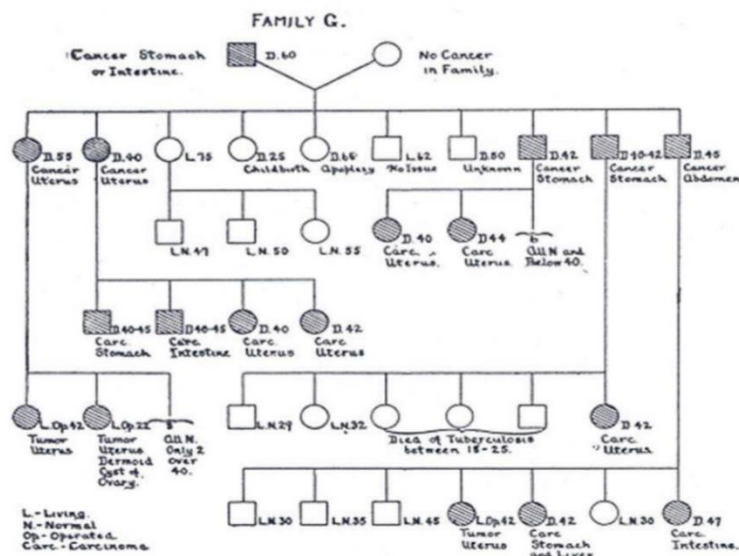 FAMILY G.
Cancer Stomach
or Intestine.
D.60
No Cancer
in Family.
D.55
Cancer
Uterus
D.40
Cancer
Uterus
L.75
D.25
Childbirth
D.68
Apoplexy
L.62
No Issue
D.50
Unknown
D.42
Cancer
Stomach
D.40-42
Cancer
Stomach
D.45
Cancer
Abdomen
L.N.47
L.N.50
L.N.55
D.40
Carc.
Uterus.
D.44
Carc
Uterus
6
All N and
Below 40.
D.40-45
Carc
Stomach
D.40-45
Carc
Intestine
D.40
Carc
Uterus
D.42
Carc
Uterus
L.Op.42
Tumor
Uterus
L.Op.22
Tumor
Uterus
Dermoid
Cyst of
Ovary.
All N.
Only 2
over
40.
L.N.29
L.N.32
Died of Tuberculosis
between 18-25.
D.42
Carc
Uterus
L.N.30
L.N.35
L.N.45
L.Op.42
Tumor
Uterus
D.42
Carc
Stomach
and Liver
L.N.30
D.47
Carc
Intestine.
L.-Living.
N.-Normal
Op-Operated
Carc-Carcinoma